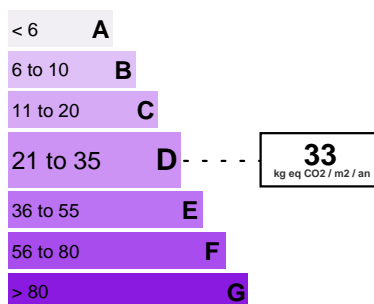 < 6 A
6 to 10 B
11 to 20 C
21 to 35 D
33
kg eq CO2 / m2 / an
36 to 55 E
56 to 80 F
> 80 G